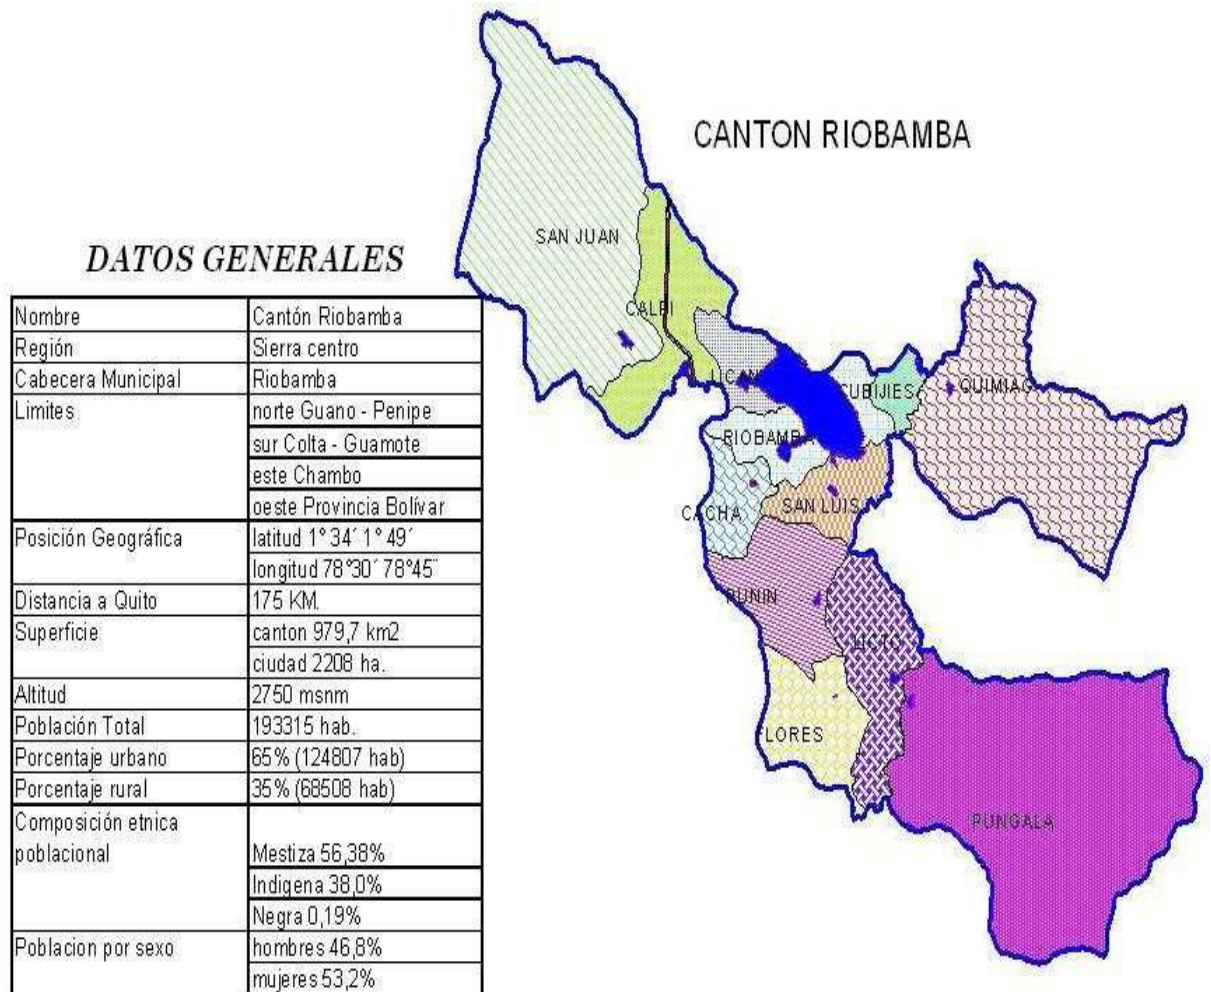 CANTON RIOBAMBA
DATOS GENERALES
Nombre Cantón Riobamba
Región Sierra centro
Cabecera Municipal Riobamba
Limites norte Guano - Penipe
sur Colta - Guamote
este Chambo
oeste Provincia Bolívar
Posición Geográfica latitud 1° 34´ 1° 49´
longitud 78°30´ 78°45¨
Distancia a Quito 175 KM.
Superficie canton 979,7 km2
ciudad 2208 ha.
Altitud 2750 msnm
Población Total 193315 hab.
Porcentaje urbano 65% (124807 hab)
Porcentaje rural 35% (68508 hab)
Composición etnica
poblacional Mestiza 56,38%
Indigena 38,0%
Negra 0,19%
Poblacion por sexo hombres 46,8%
mujeres 53,2%
SAN JUAN
CALPI
LICAN
CUBIJIES
QUIMIAG
RIOBAMBA
CACHA
SAN LUIS
PUNIN
LICTO
FLORES
PUNGALA